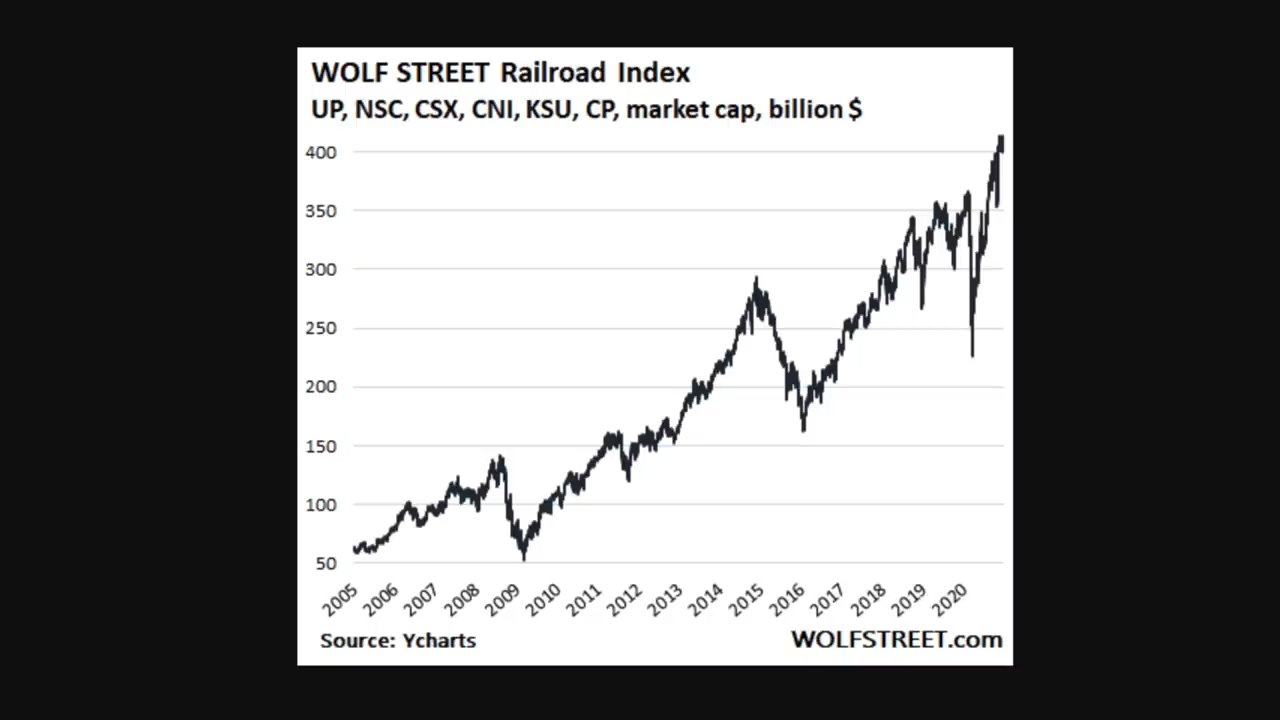 WOLF STREET Railroad Index
UP, NSC, CSX, CNI, KSU, CP, market cap, billion $
400
350
300
250
200
150
100
50
2005 2006 2007 2008 2009 2010 2011 2012 2013 2014 2015 2016 2017 2018 2019 2020
Source: Ycharts WOLFSTREET.com